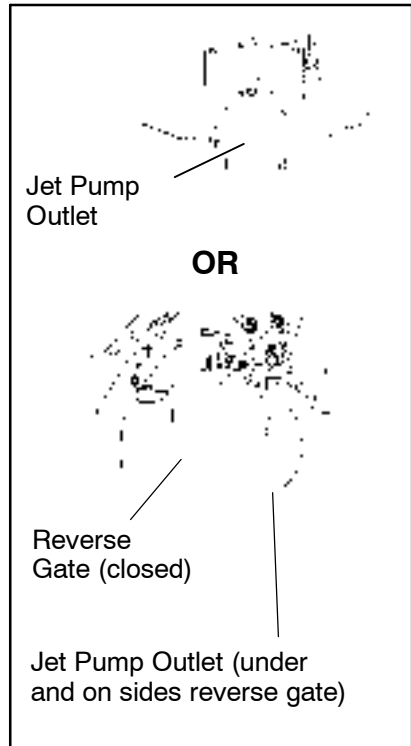 Jet Pump
Outlet
OR
Reverse
Gate (closed)
Jet Pump Outlet (under
and on sides reverse gate)